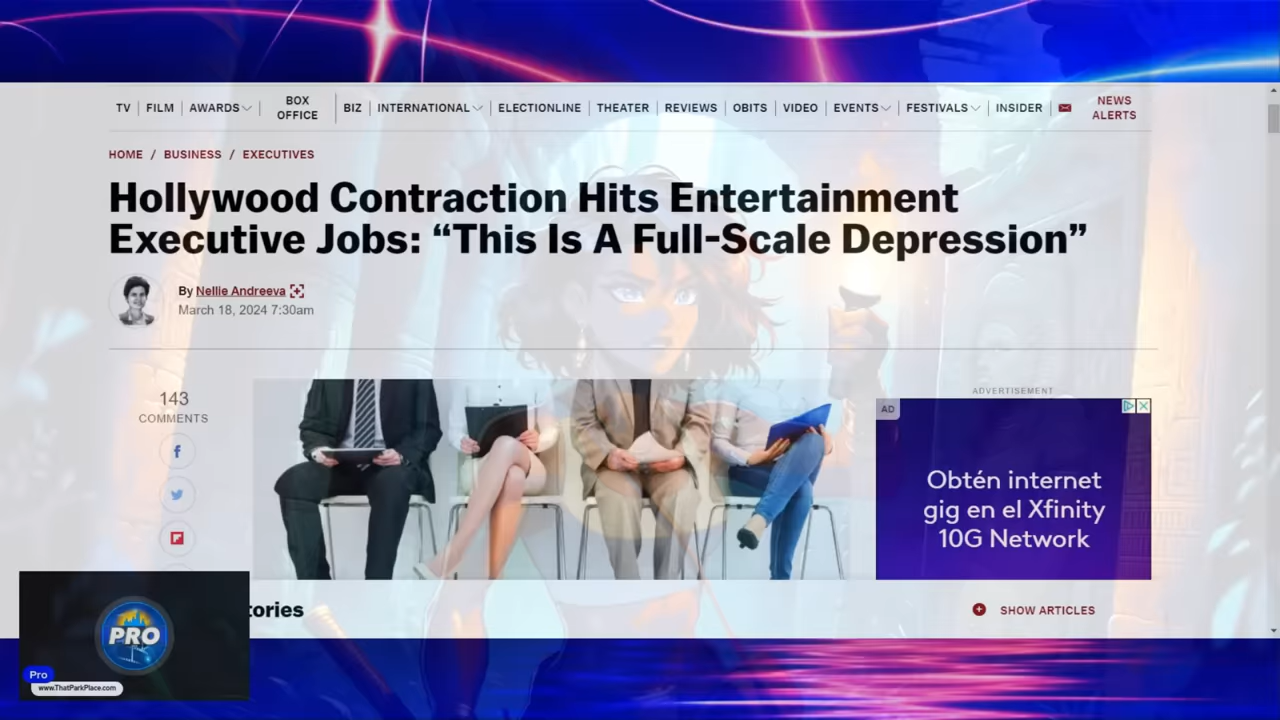 TV FILM AWARDS BOX OFFICE BIZ INTERNATIONAL ELECTIONLINE THEATER REVIEWS OBITS VIDEO EVENTS FESTIVALS INSIDER NEWS ALERTS
HOME / BUSINESS / EXECUTIVES
Hollywood Contraction Hits Entertainment
Executive Jobs: “This Is A Full-Scale Depression”
By Nellie Andreeva
March 18, 2024 7:30am
143
COMMENTS
ADVERTISEMENT
AD
Obtén internet
gig en el Xfinity
10G Network
tories
SHOW ARTICLES
PRO
Pro
www.ThatParkPlace.com